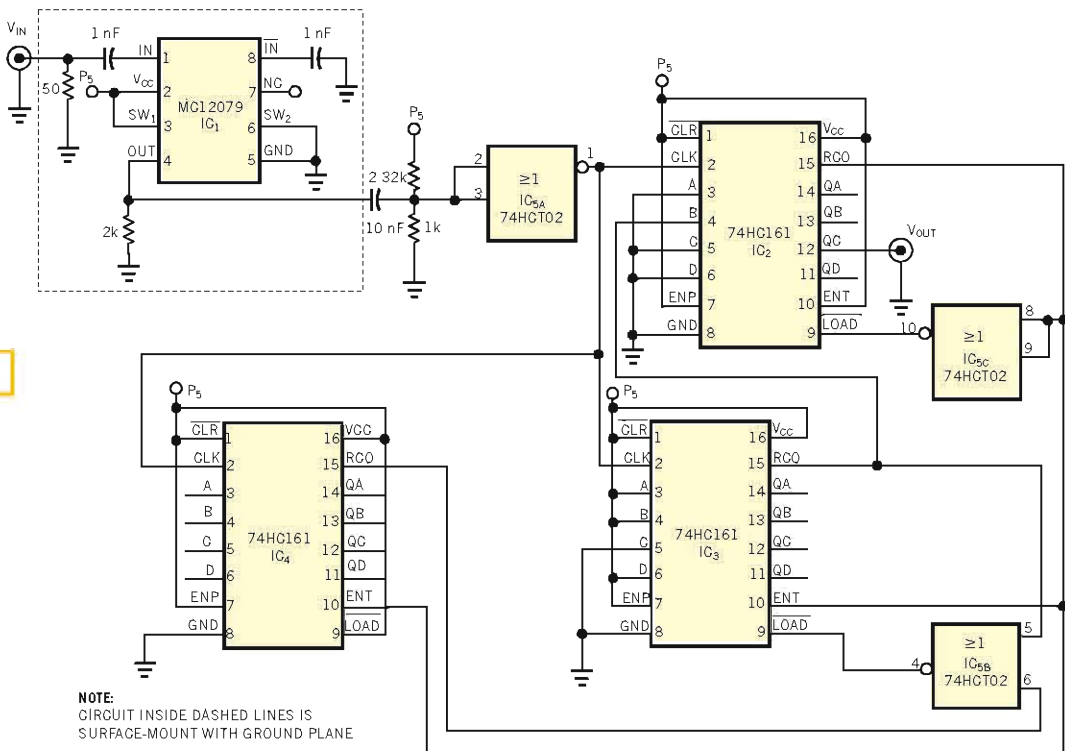 V_IN
1 nF
1 nF
50
P5
IN
1
8
IN
VCC
2
7
NC
SW1
3
6
SW2
OUT
4
5
GND
MC12079
IC1
2k
P5
2 32k
10 nF
1k
2
3
1
≥1
IC5A
74HCT02
P5
CLR
1
16
VCC
CLK
2
15
RCO
A
3
14
QA
B
4
13
QB
C
5
12
QC
D
6
11
QD
ENP
7
10
ENT
GND
8
9
LOAD
74HC161
IC2
VOUT
10
8
9
≥1
IC5C
74HCT02
P5
CLR
1
16
VCC
CLK
2
15
RCO
A
3
14
QA
B
4
13
QB
C
5
12
QC
D
6
11
QD
ENP
7
10
ENT
GND
8
9
LOAD
74HC161
IC4
P5
CLR
1
16
VCC
CLK
2
15
RCO
A
3
14
QA
B
4
13
QB
C
5
12
QC
D
6
11
QD
ENP
7
10
ENT
GND
8
9
LOAD
74HC161
IC3
4
5
6
≥1
IC5B
74HCT02
NOTE:
CIRCUIT INSIDE DASHED LINES IS
SURFACE-MOUNT WITH GROUND PLANE